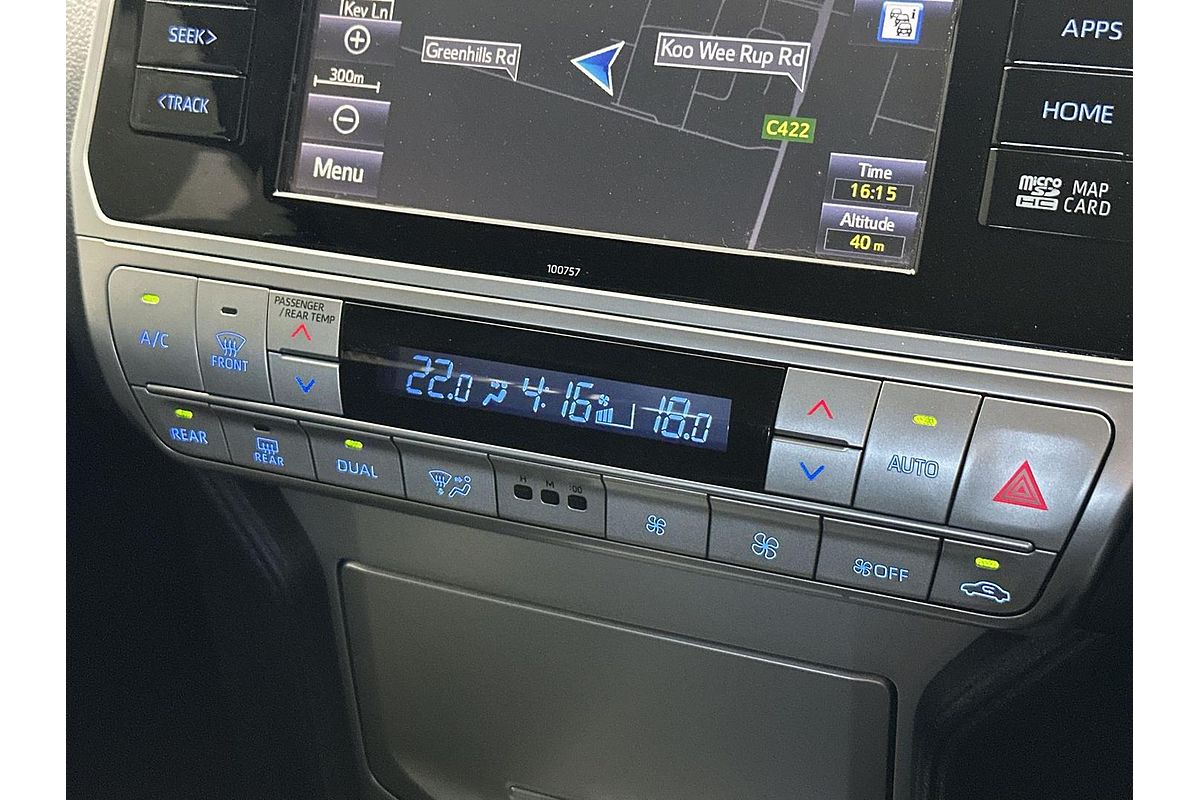 Key Ln
SEEK>
Greenhills Rd
Koo Wee Rup Rd
APPS
300m
<TRACK
HOME
C422
Menu
Time
16:15
micro
SD
HC
MAP
CARD
Altitude
40 m
100757
A/C
FRONT
PASSENGER
/REAR TEMP
22.0
4:16
18.0
AUTO
REAR
REAR
DUAL
H
M
:00
OFF